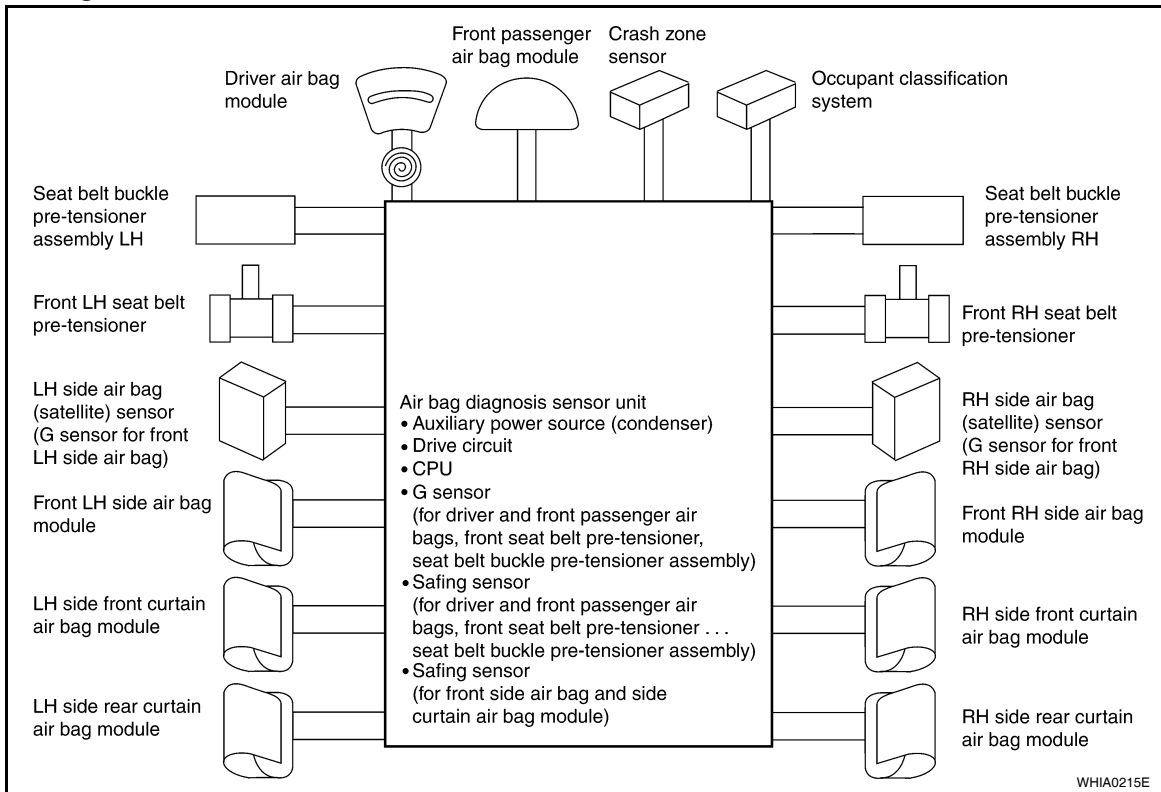 Front passenger
air bag module
Crash zone
sensor
Driver air bag
module
Occupant classification
system
Seat belt buckle
pre-tensioner
assembly LH
Seat belt buckle
pre-tensioner
assembly RH
Front LH seat belt
pre-tensioner
Front RH seat belt
pre-tensioner
LH side air bag
(satellite) sensor
(G sensor for front
LH side air bag)
RH side air bag
(satellite) sensor
(G sensor for front
RH side air bag)
Air bag diagnosis sensor unit
• Auxiliary power source (condenser)
• Drive circuit
• CPU
• G sensor
(for driver and front passenger air
bags, front seat belt pre-tensioner,
seat belt buckle pre-tensioner assembly)
• Safing sensor
(for driver and front passenger air
bags, front seat belt pre-tensioner . . .
seat belt buckle pre-tensioner assembly)
• Safing sensor
(for front side air bag and side
curtain air bag module)
Front LH side air bag
module
Front RH side air bag
module
LH side front curtain
air bag module
RH side front curtain
air bag module
LH side rear curtain
air bag module
RH side rear curtain
air bag module
WHIA0215E